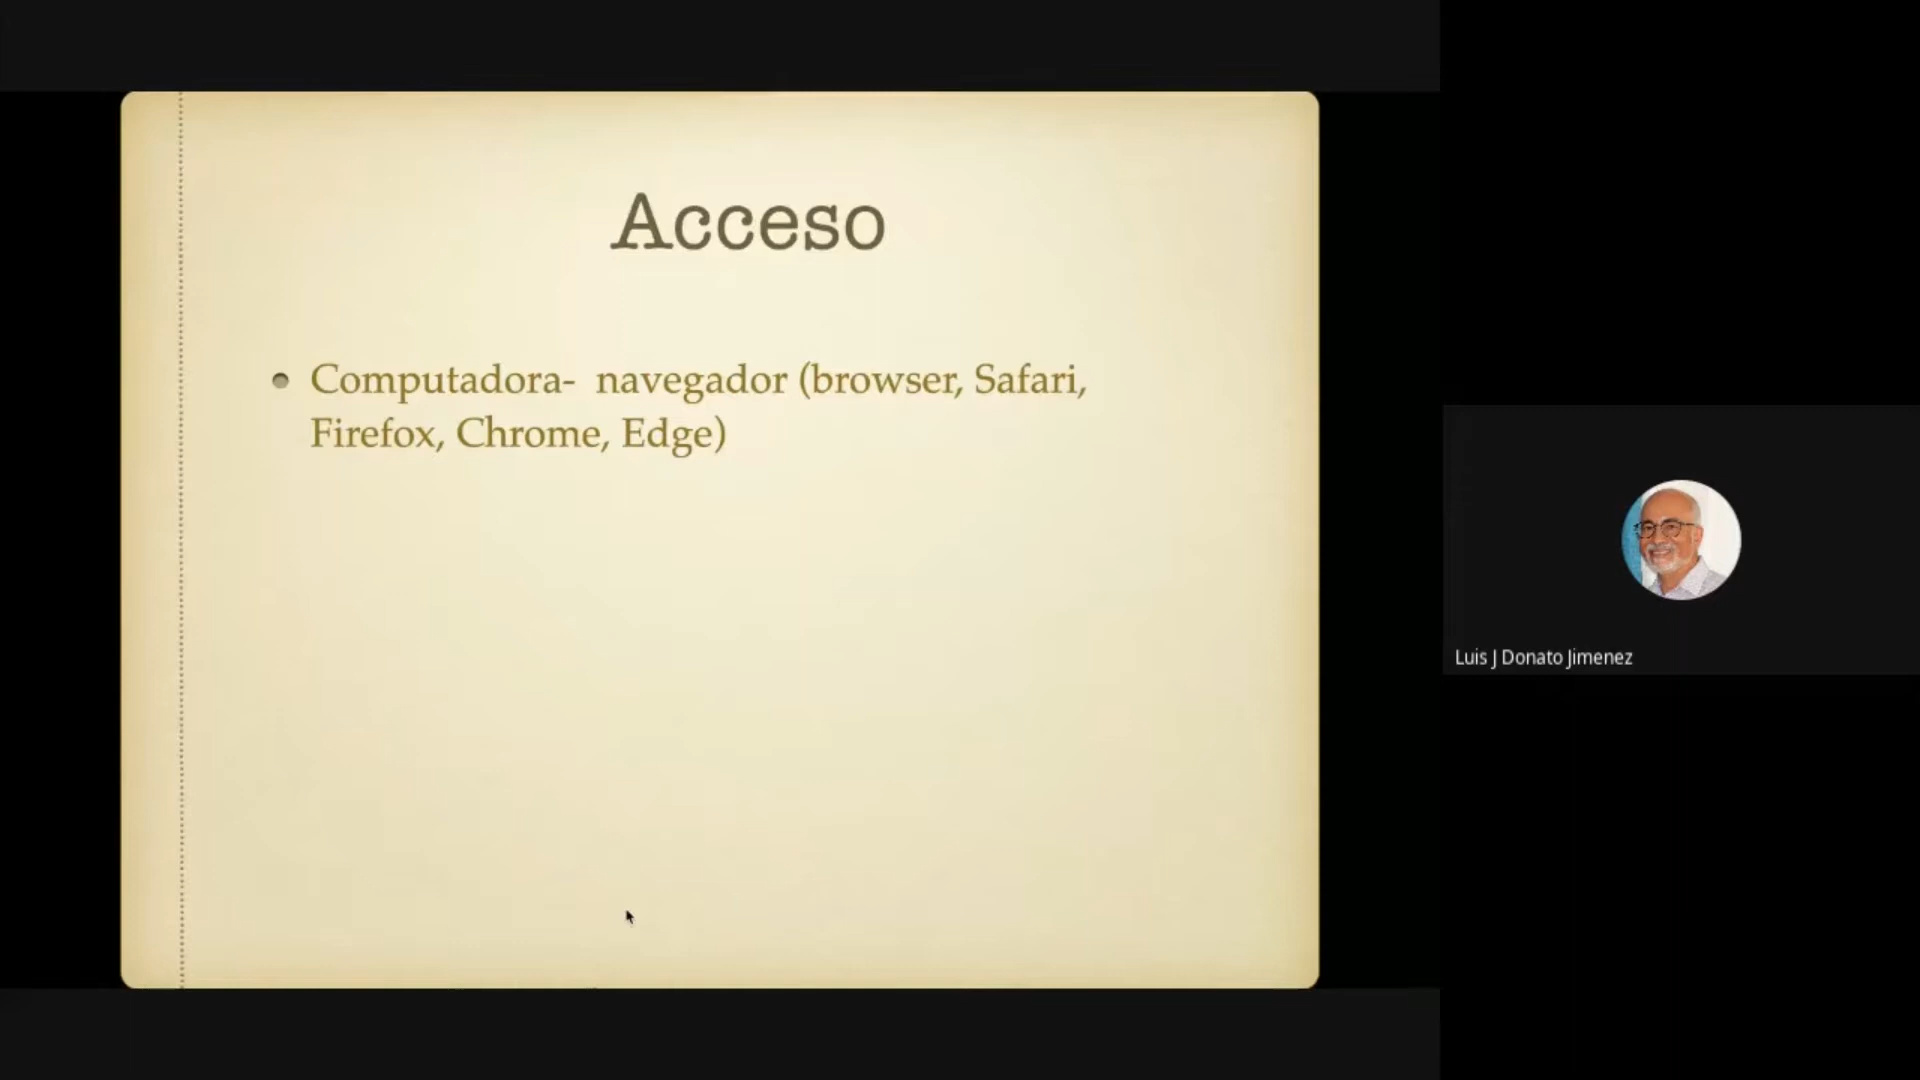 Acceso
Computadora- navegador (browser, Safari,
Firefox, Chrome, Edge)
Luis J Donato Jimenez